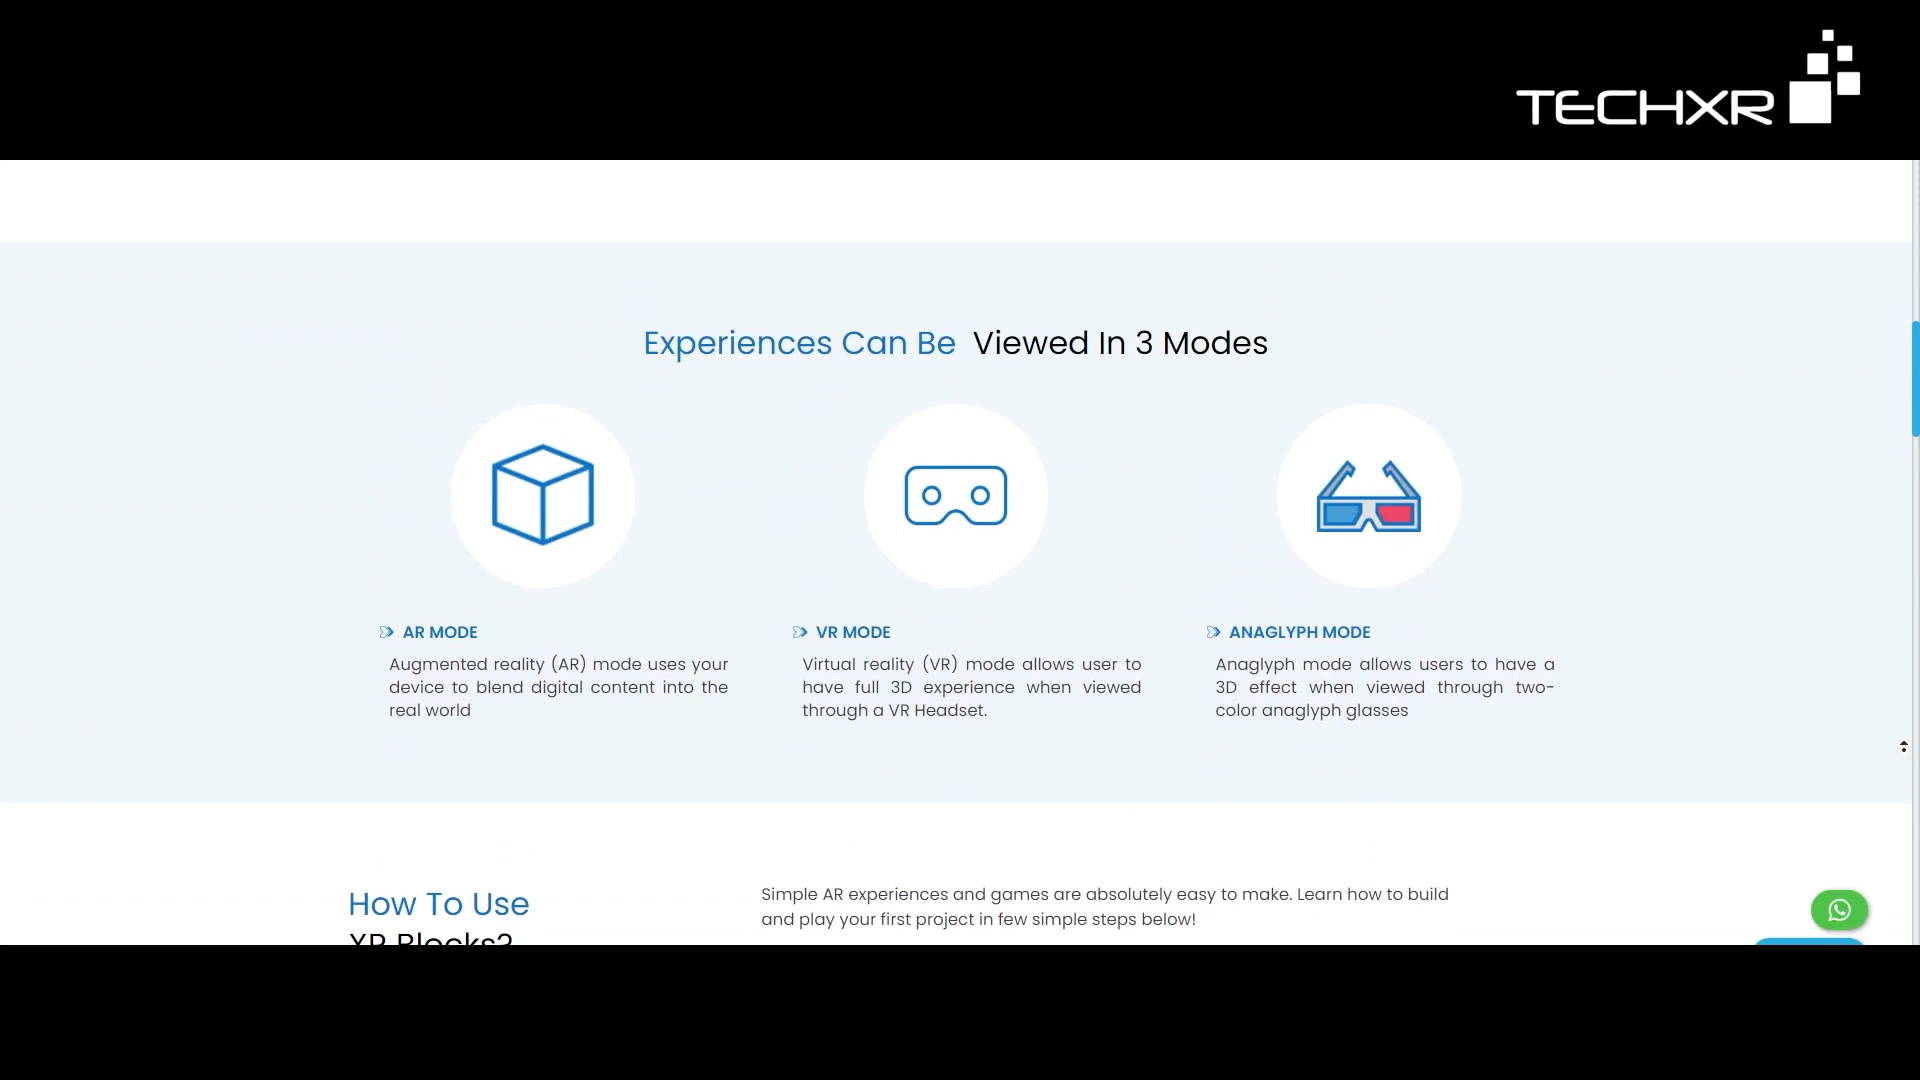 TECHXR
Experiences Can Be Viewed In 3 Modes
AR MODE
Augmented reality (AR) mode uses your
device to blend digital content into the
real world
VR MODE
Virtual reality (VR) mode allows user to
have full 3D experience when viewed
through a VR Headset.
ANAGLYPH MODE
Anaglyph mode allows users to have a
3D effect when viewed through two-
color anaglyph glasses
How To Use
XR Blocks?
Simple AR experiences and games are absolutely easy to make. Learn how to build
and play your first project in few simple steps below!